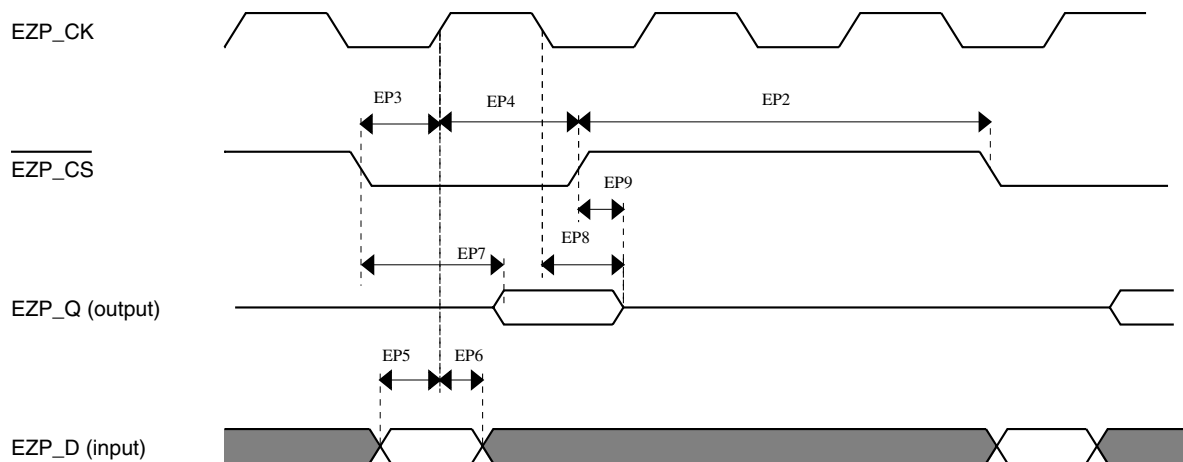 EZP_CK
EP3
EP4
EP2
EZP_CS
EP9
EP8
EP7
EZP_Q (output)
EP5
EP6
EZP_D (input)